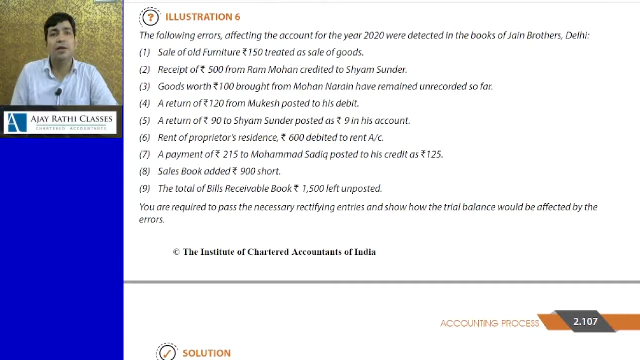 ILLUSTRATION 6
The following errors, affecting the account for the year 2020 were detected in the books of Jain Brothers, Delhi:
(1) Sale of old Furniture ₹ 150 treated as sale of goods.
(2) Receipt of ₹ 500 from Ram Mohan credited to Shyam Sunder.
(3) Goods worth ₹ 100 brought from Mohan Narain have remained unrecorded so far.
(4) A return of ₹ 120 from Mukesh posted to his debit.
(5) A return of ₹ 90 to Shyam Sunder posted as ₹ 9 in his account.
(6) Rent of proprietor's residence, ₹ 600 debited to rent A/c.
(7) A payment of ₹ 215 to Mohammad Sadiq posted to his credit as ₹ 125.
(8) Sales Book added ₹ 900 short.
(9) The total of Bills Receivable Book ₹ 1,500 left unposted.
You are required to pass the necessary rectifying entries and show how the trial balance would be affected by the
errors.
© The Institute of Chartered Accountants of India
ACCOUNTING PROCESS 2.107
SOLUTION
AJAY RATHI CLASSES
CHARTERED ACCOUNTANTS